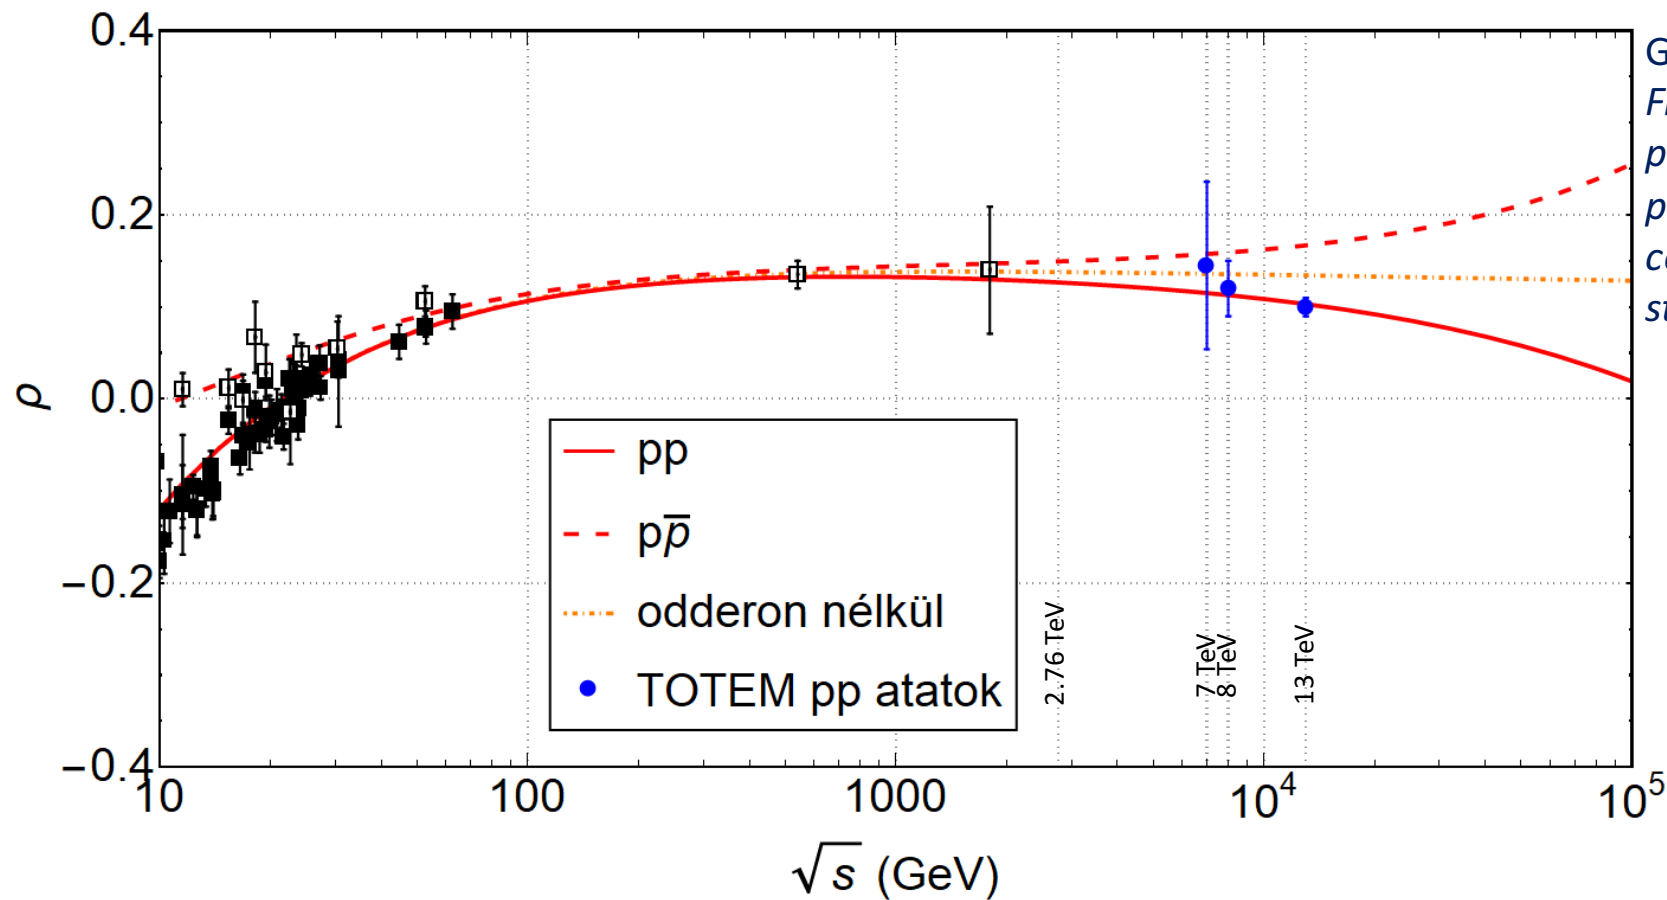 0.4
0.2
0.0
−0.2
−0.4
ρ
10
100
1000
10⁴
10⁵
√s (GeV)
pp
pp̅
odderon nélkül
TOTEM pp atatok
2.76 TeV
7 TeV
8 TeV
13 TeV